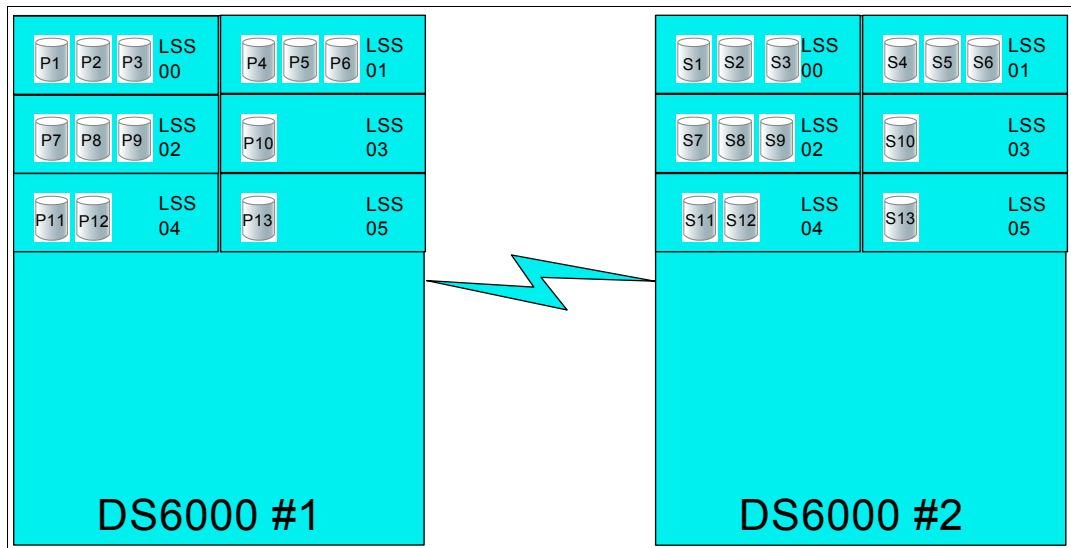 P1 P2 P3 LSS 00
P4 P5 P6 LSS 01
P7 P8 P9 LSS 02
P10 LSS 03
P11 P12 LSS 04
P13 LSS 05
DS6000 #1
S1 S2 S3 LSS 00
S4 S5 S6 LSS 01
S7 S8 S9 LSS 02
S10 LSS 03
S11 S12 LSS 04
S13 LSS 05
DS6000 #2